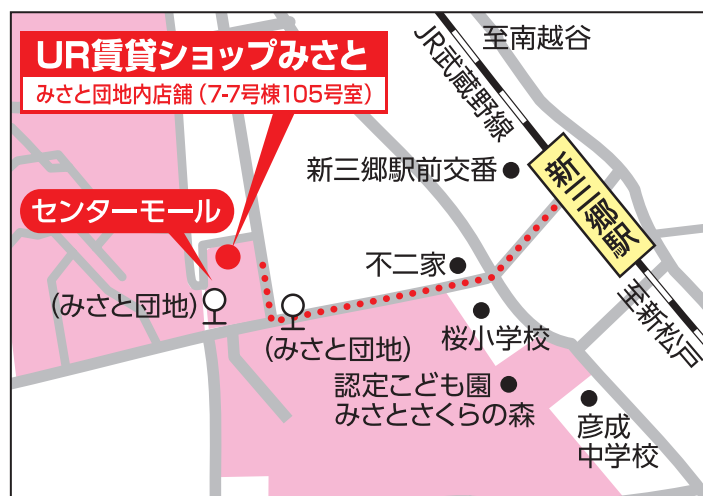 UR賃貸ショップみさと
みさと団地内店舗（7-7号棟105号室）
至南越谷
JR武蔵野線
新三郷駅前交番
新三郷駅
センターモール
不二家
(みさと団地)
(みさと団地)
桜小学校
至新松戸
認定こども園
みさとさくらの森
彦成
中学校